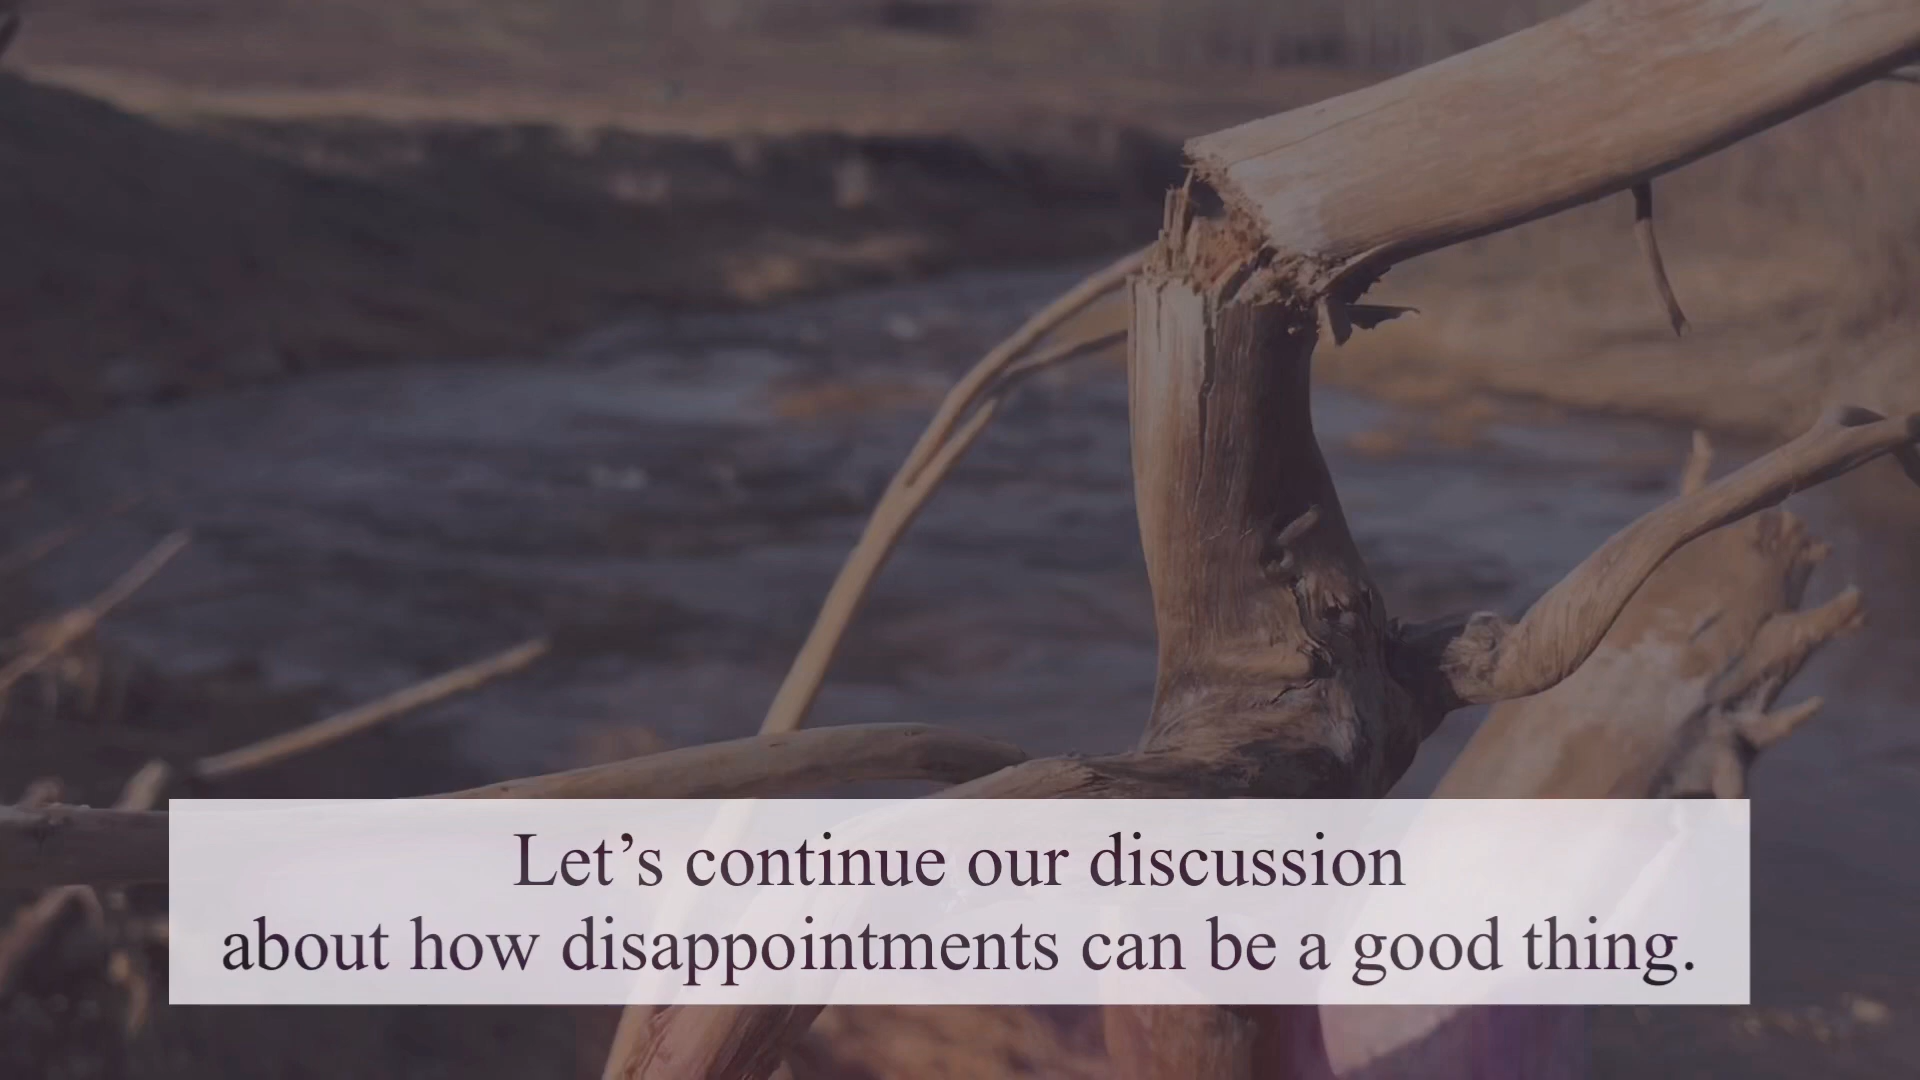 Let’s continue our discussion
about how disappointments can be a good thing.